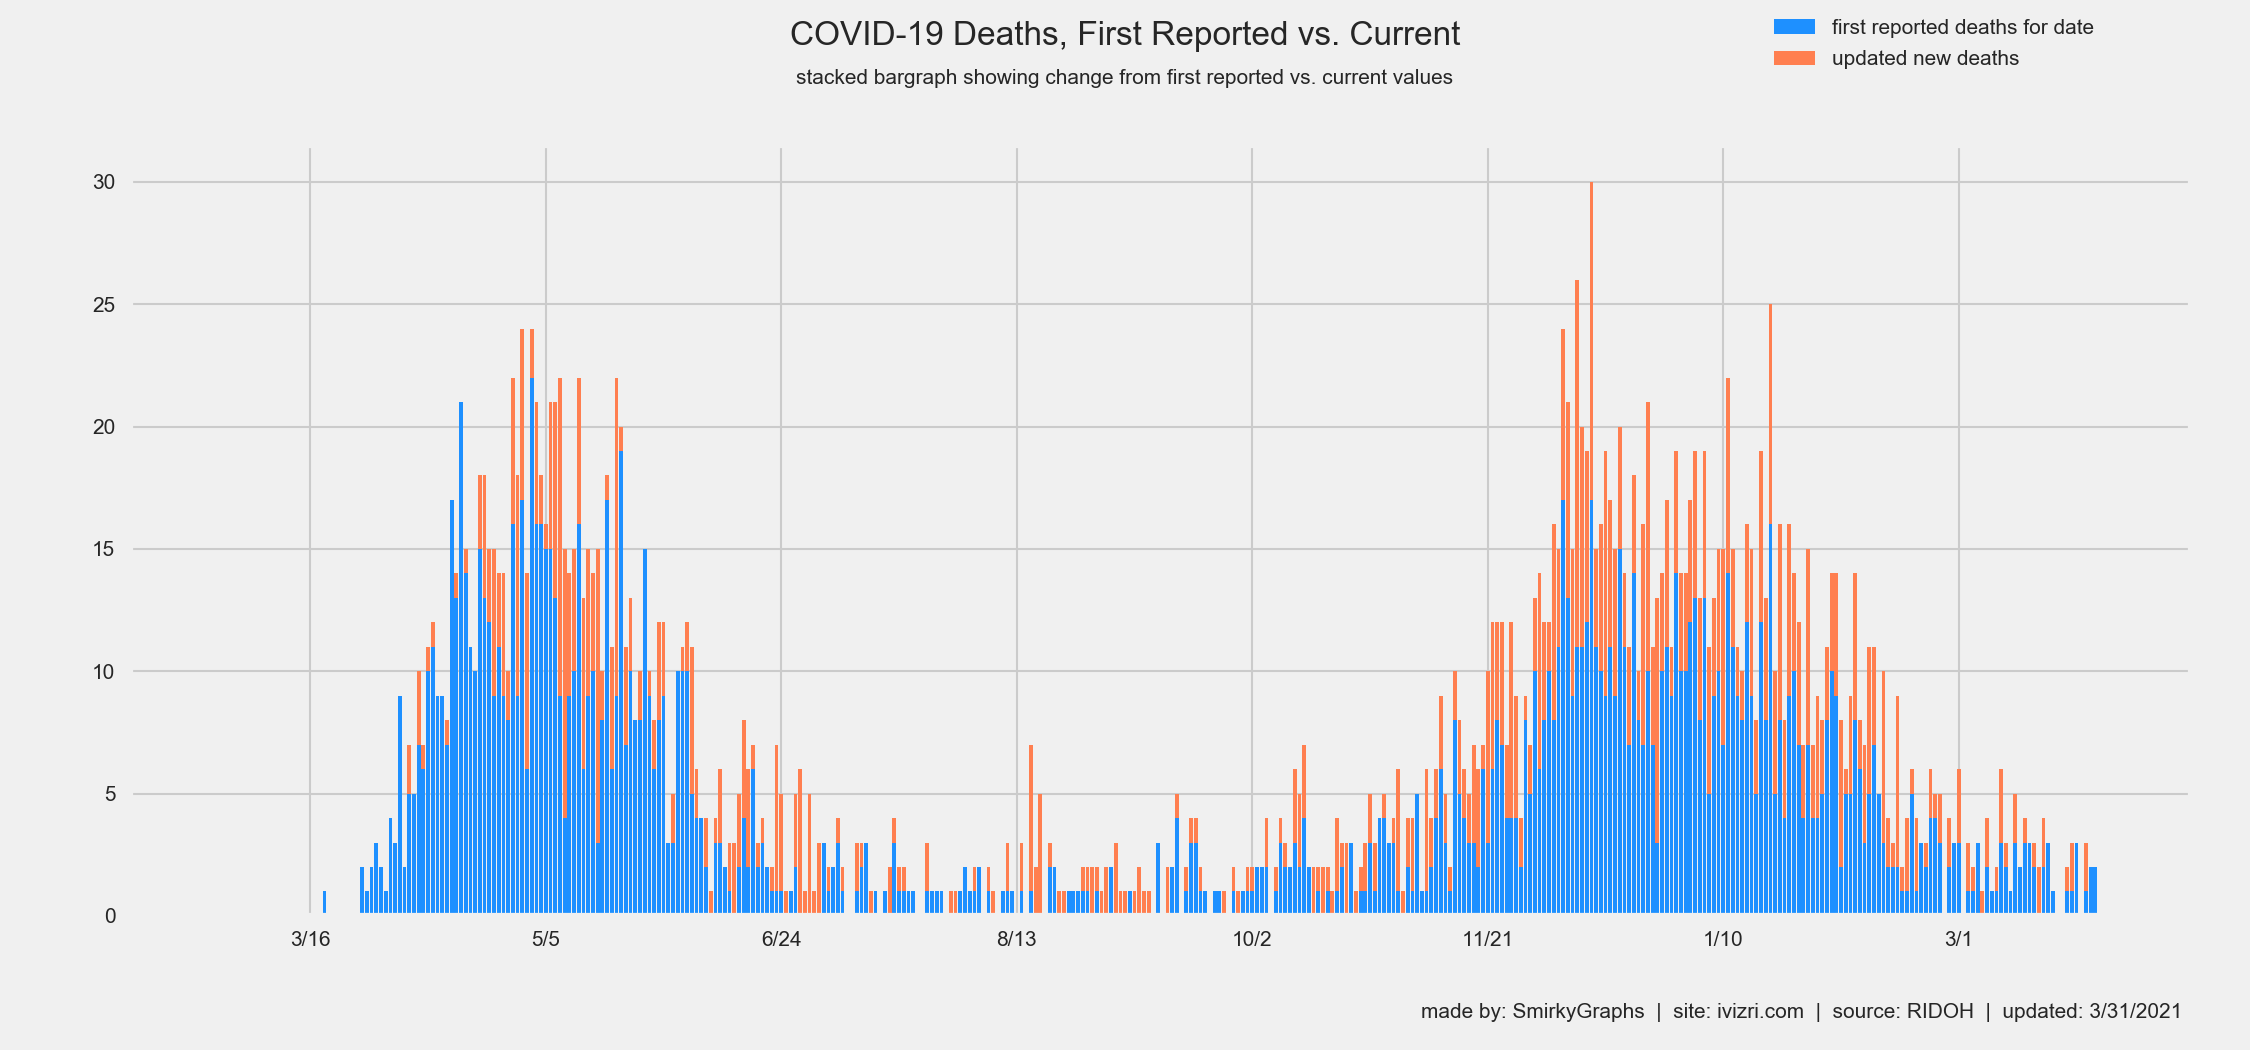 COVID-19 Deaths, First Reported vs. Current
stacked bargraph showing change from first reported vs. current values
first reported deaths for date
updated new deaths
30
25
20
15
10
5
0
3/16 5/5 6/24 8/13 10/2 11/21 1/10 3/1
made by: SmirkyGraphs | site: ivizri.com | source: RIDOH | updated: 3/31/2021